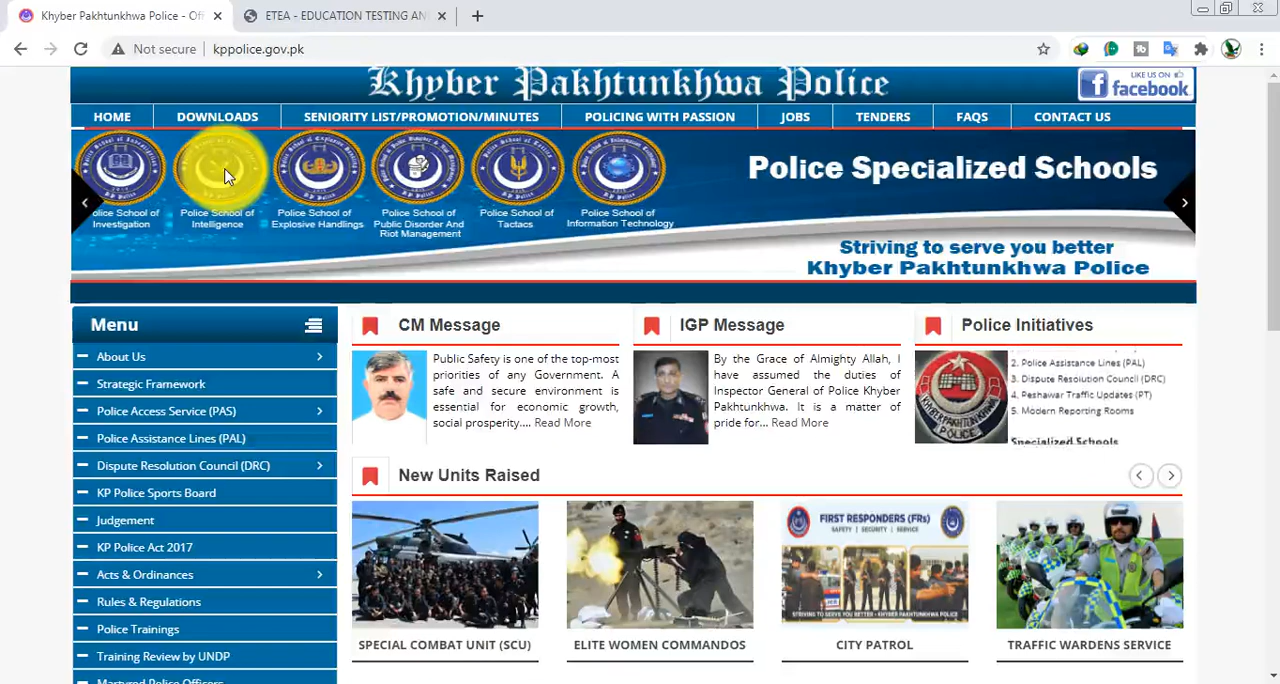 Khyber Pakhtunkhwa Police - Offi
ETEA - EDUCATION TESTING AN
Not secure
kppolice.gov.pk
Khyber Pakhtunkhwa Police
LIKE US ON
facebook
HOME
DOWNLOADS
SENIORITY LIST/PROMOTION/MINUTES
POLICING WITH PASSION
JOBS
TENDERS
FAQS
CONTACT US
Police Specialized Schools
olice School of
Investigation
Police School of
Intelligence
Police School of
Explosive Handlings
Police School of
Public Disorder And
Riot Management
Police School of
Tactacs
Police School of
Information Technology
Striving to serve you better
Khyber Pakhtunkhwa Police
Menu
About Us
Strategic Framework
Police Access Service (PAS)
Police Assistance Lines (PAL)
Dispute Resolution Council (DRC)
KP Police Sports Board
Judgement
KP Police Act 2017
Acts & Ordinances
Rules & Regulations
Police Trainings
Training Review by UNDP
Martyred Police Officers
CM Message
Public Safety is one of the top-most
priorities of any Government. A
safe and secure environment is
essential for economic growth,
social prosperity.... Read More
IGP Message
By the Grace of Almighty Allah, I
have assumed the duties of
Inspector General of Police Khyber
Pakhtunkhwa. It is a matter of
pride for... Read More
Police Initiatives
2. Police Assistance Lines (PAL)
3. Dispute Resolution Council (DRC)
4. Peshawar Traffic Updates (PT)
5. Modern Reporting Rooms
Specialized Schools
New Units Raised
FIRST RESPONDERS (FRs)
SAFETY | SECURITY | SERVICE
STRIVING TO SERVE YOU BETTER - KHYBER PAKHTUNKHWA POLICE
SPECIAL COMBAT UNIT (SCU)
ELITE WOMEN COMMANDOS
CITY PATROL
TRAFFIC WARDENS SERVICE